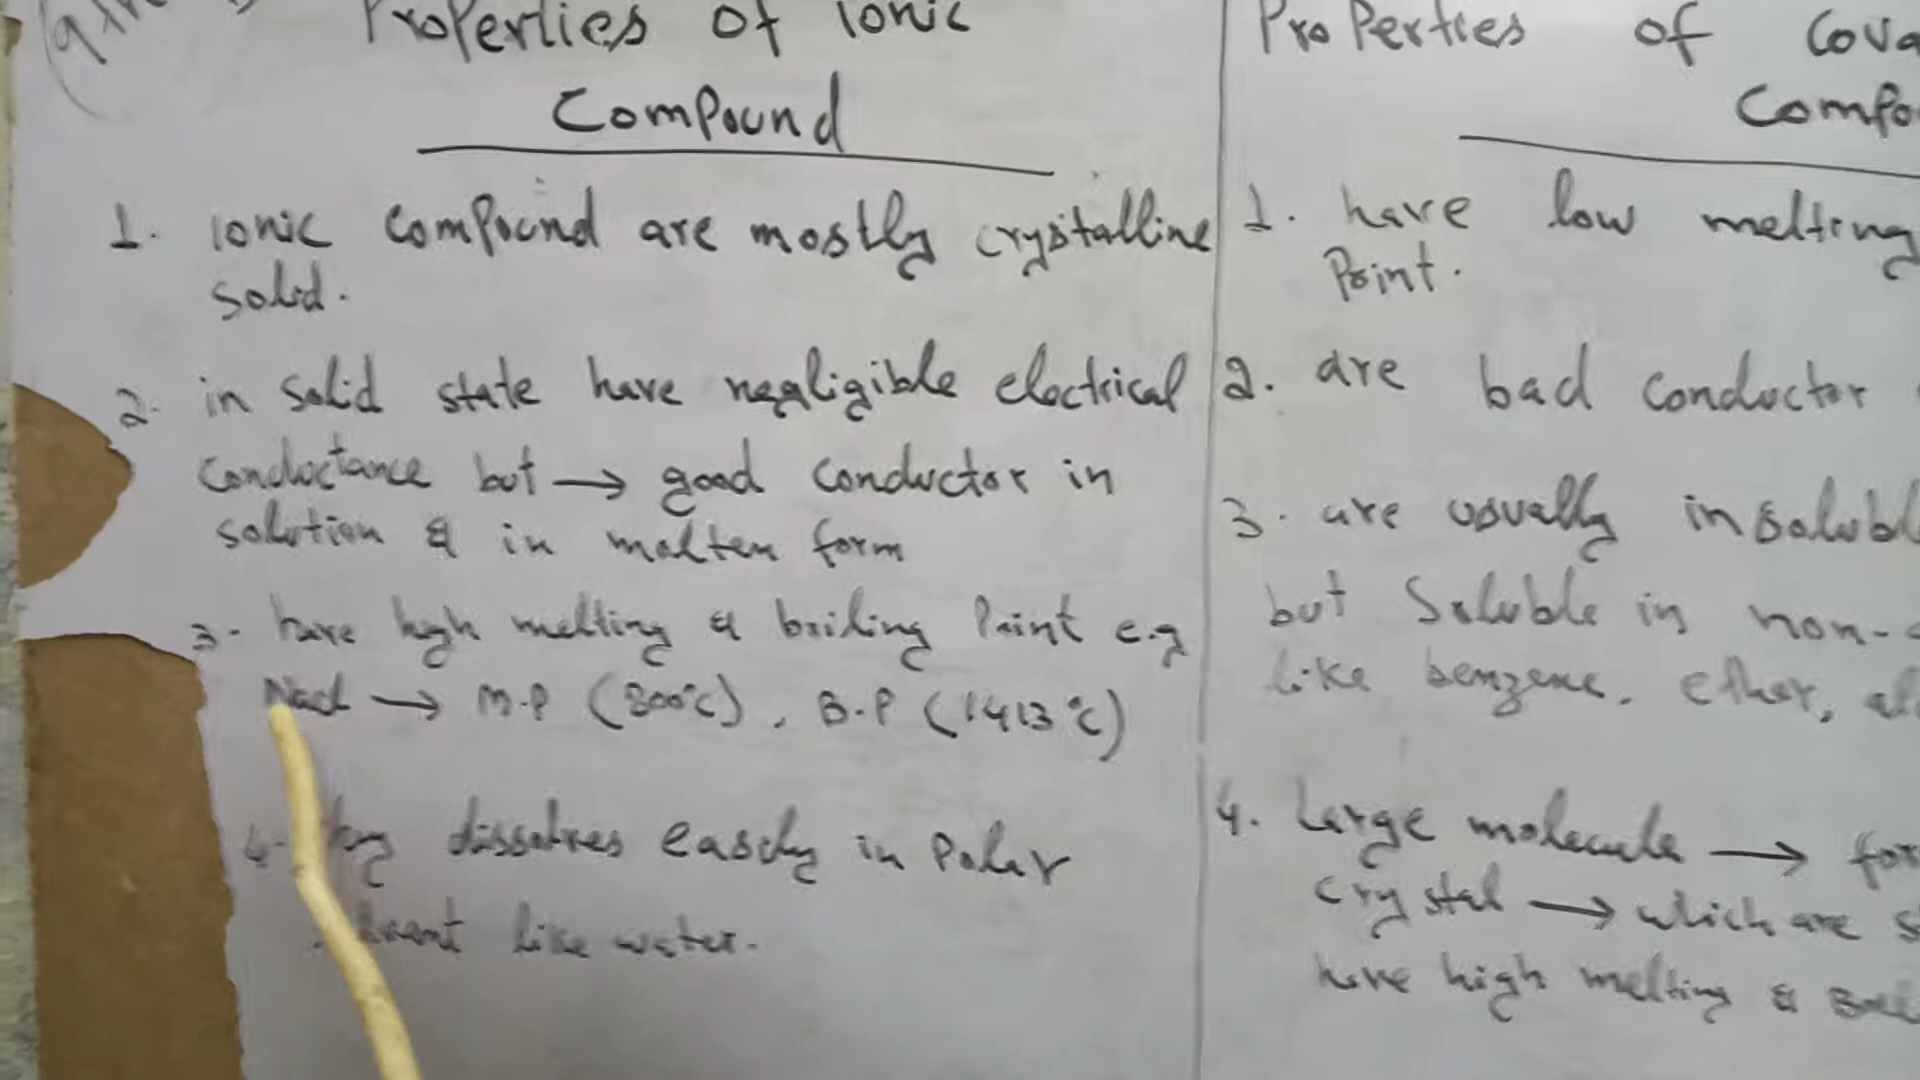 9th
Properties of ionic
Compound
1. ionic compound are mostly crystalline
solid.
2. in solid state have negligible electrical
conductance but → good conductor in
solution & in molten form
3. have high melting & boiling Point e.g
Nacl → M.P (800°c), B.P (1413°c)
4. dissolves easily in Polar
like water.
Properties of Cova
Compo
1. have low melting
Point.
2. are bad conductor
3. are usually insolubl
but Soluble in non-
like benzene, ether, al
4. Large molecule → for
crystal → which are s
have high melting &